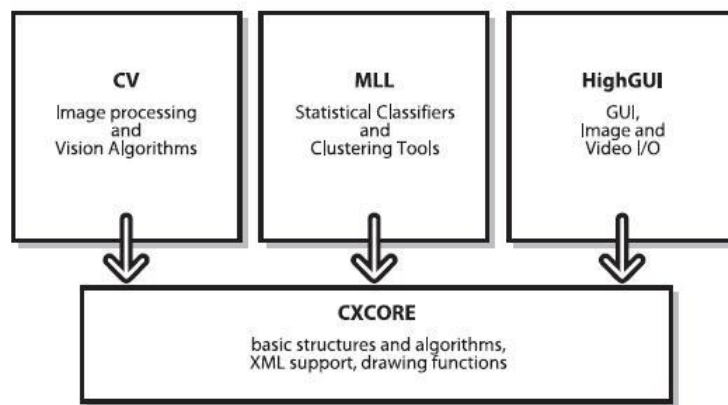 CV
Image processing
and
Vision Algorithms
MLL
Statistical Classifiers
and
Clustering Tools
HighGUI
GUI,
Image and
Video I/O
CXCORE
basic structures and algorithms,
XML support, drawing functions